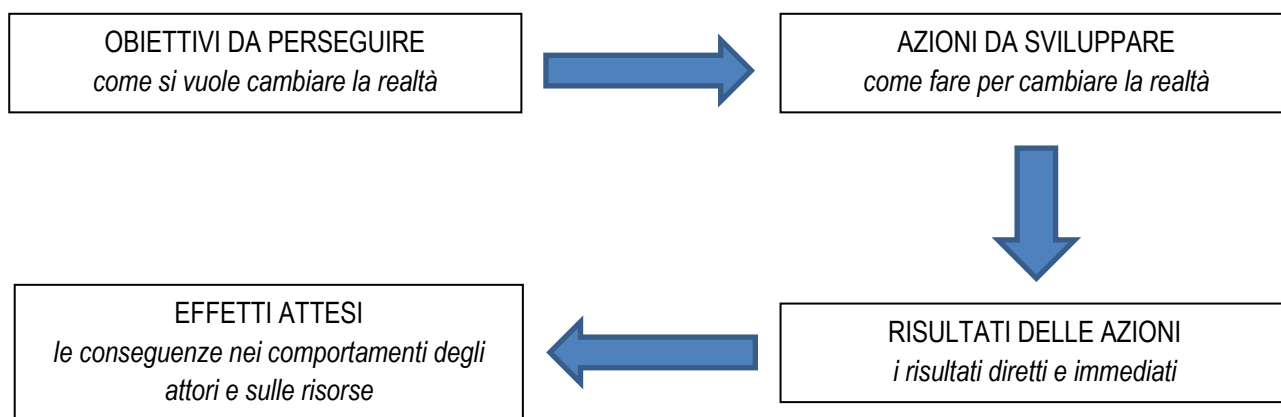 OBIETTIVI DA PERSEGUIRE
come si vuole cambiare la realtà
AZIONI DA SVILUPPARE
come fare per cambiare la realtà
RISULTATI DELLE AZIONI
i risultati diretti e immediati
EFFETTI ATTESI
le conseguenze nei comportamenti degli
attori e sulle risorse